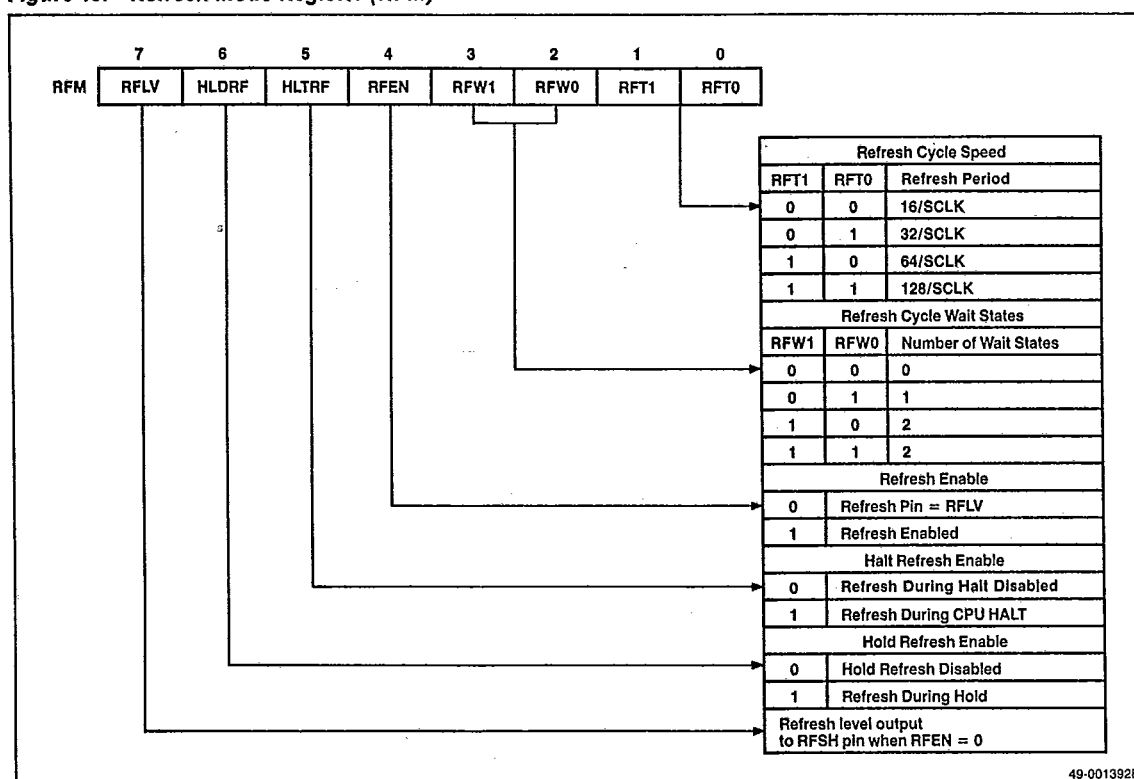 7 6 5 4 3 2 1 0
RFM RFLV HLDRF HLTRF RFEN RFW1 RFW0 RFT1 RFT0
Refresh Cycle Speed
RFT1 RFT0 Refresh Period
0 0 16/SCLK
0 1 32/SCLK
1 0 64/SCLK
1 1 128/SCLK
Refresh Cycle Wait States
RFW1 RFW0 Number of Wait States
0 0 0
0 1 1
1 0 2
1 1 2
Refresh Enable
0 Refresh Pin = RFLV
1 Refresh Enabled
Halt Refresh Enable
0 Refresh During Halt Disabled
1 Refresh During CPU HALT
Hold Refresh Enable
0 Hold Refresh Disabled
1 Refresh During Hold
Refresh level output
to RFSH pin when RFEN = 0